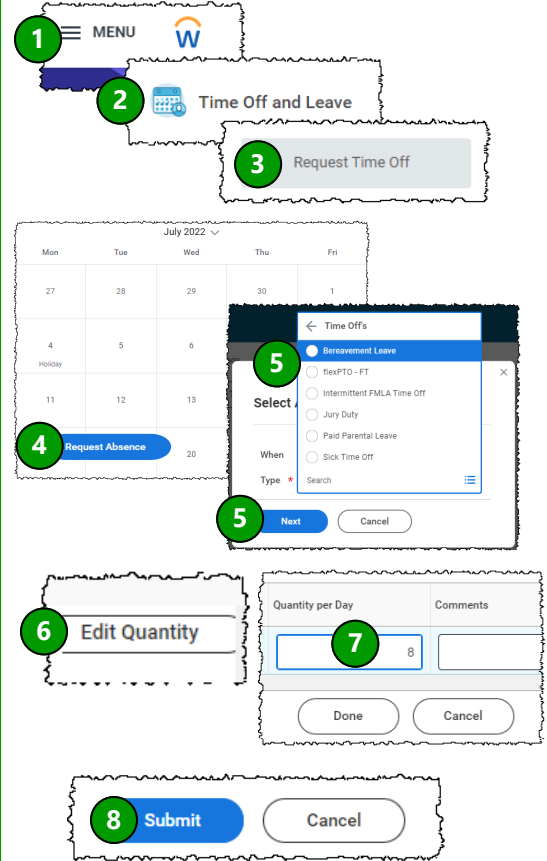 1
MENU
2
Time Off and Leave
3
Request Time Off
July 2022
Mon Tue Wed Thu Fri
27 28 29 30 1
4 5 6
Holiday
11 12 13
4
Request Absence
20
Time Off's
5
Bereavement Leave
flexPTO - FT
Intermittent FMLA Time Off
Jury Duty
Paid Parental Leave
Sick Time Off
Search
Select
When
Type *
5
Next
Cancel
6
Edit Quantity
Quantity per Day Comments
7
8
Done Cancel
8
Submit Cancel